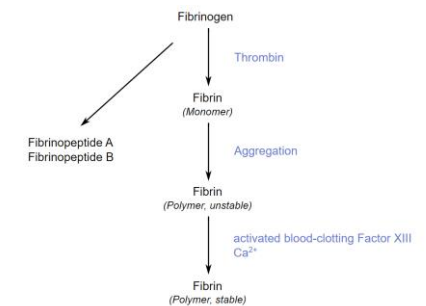 Fibrinogen
Thrombin
Fibrin
(Monomer)
Fibrinopeptide A
Fibrinopeptide B
Aggregation
Fibrin
(Polymer, unstable)
activated blood-clotting Factor XIII
Ca²⁺
Fibrin
(Polymer, stable)